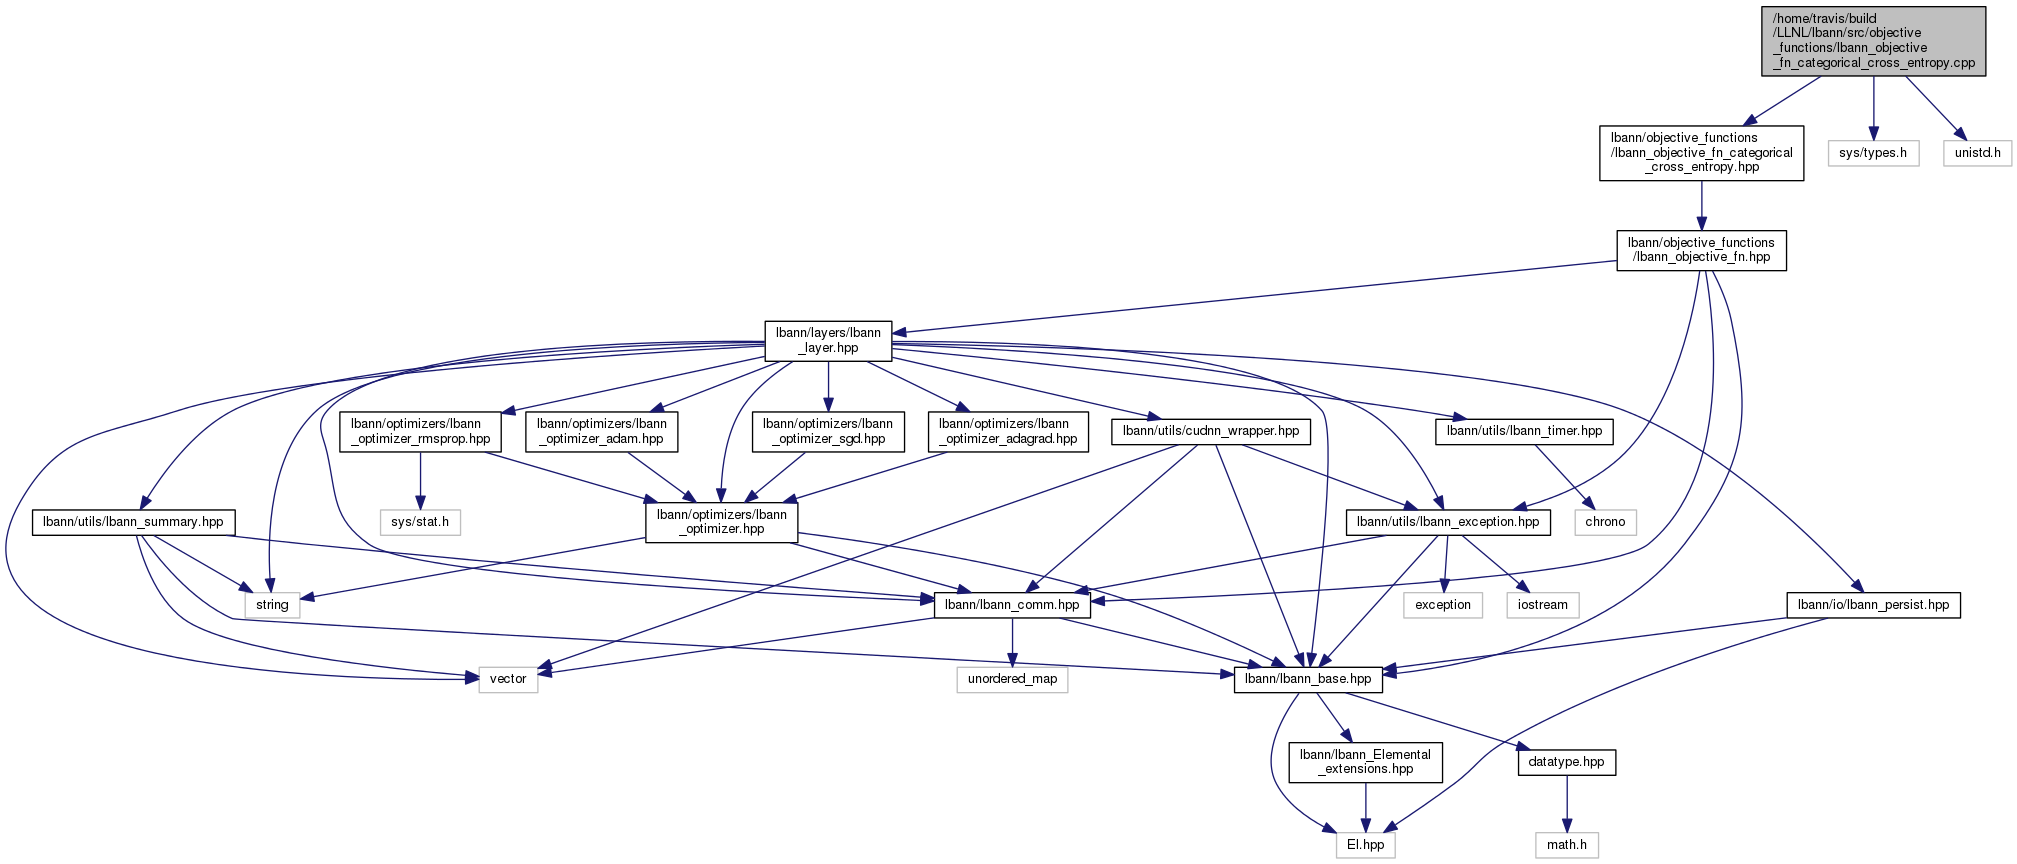 /home/travis/build
/LLNL/lbann/src/objective
_functions/lbann_objective
_fn_categorical_cross_entropy.cpp
lbann/objective_functions
/lbann_objective_fn_categorical
_cross_entropy.hpp
sys/types.h
unistd.h
lbann/objective_functions
/lbann_objective_fn.hpp
lbann/layers/lbann
_layer.hpp
lbann/optimizers/lbann
_optimizer_rmsprop.hpp
lbann/optimizers/lbann
_optimizer_adam.hpp
lbann/optimizers/lbann
_optimizer_sgd.hpp
lbann/optimizers/lbann
_optimizer_adagrad.hpp
lbann/utils/cudnn_wrapper.hpp
lbann/utils/lbann_timer.hpp
lbann/utils/lbann_summary.hpp
sys/stat.h
lbann/optimizers/lbann
_optimizer.hpp
lbann/utils/lbann_exception.hpp
chrono
string
lbann/lbann_comm.hpp
exception
iostream
lbann/io/lbann_persist.hpp
vector
unordered_map
lbann/lbann_base.hpp
lbann/lbann_Elemental
_extensions.hpp
datatype.hpp
El.hpp
math.h